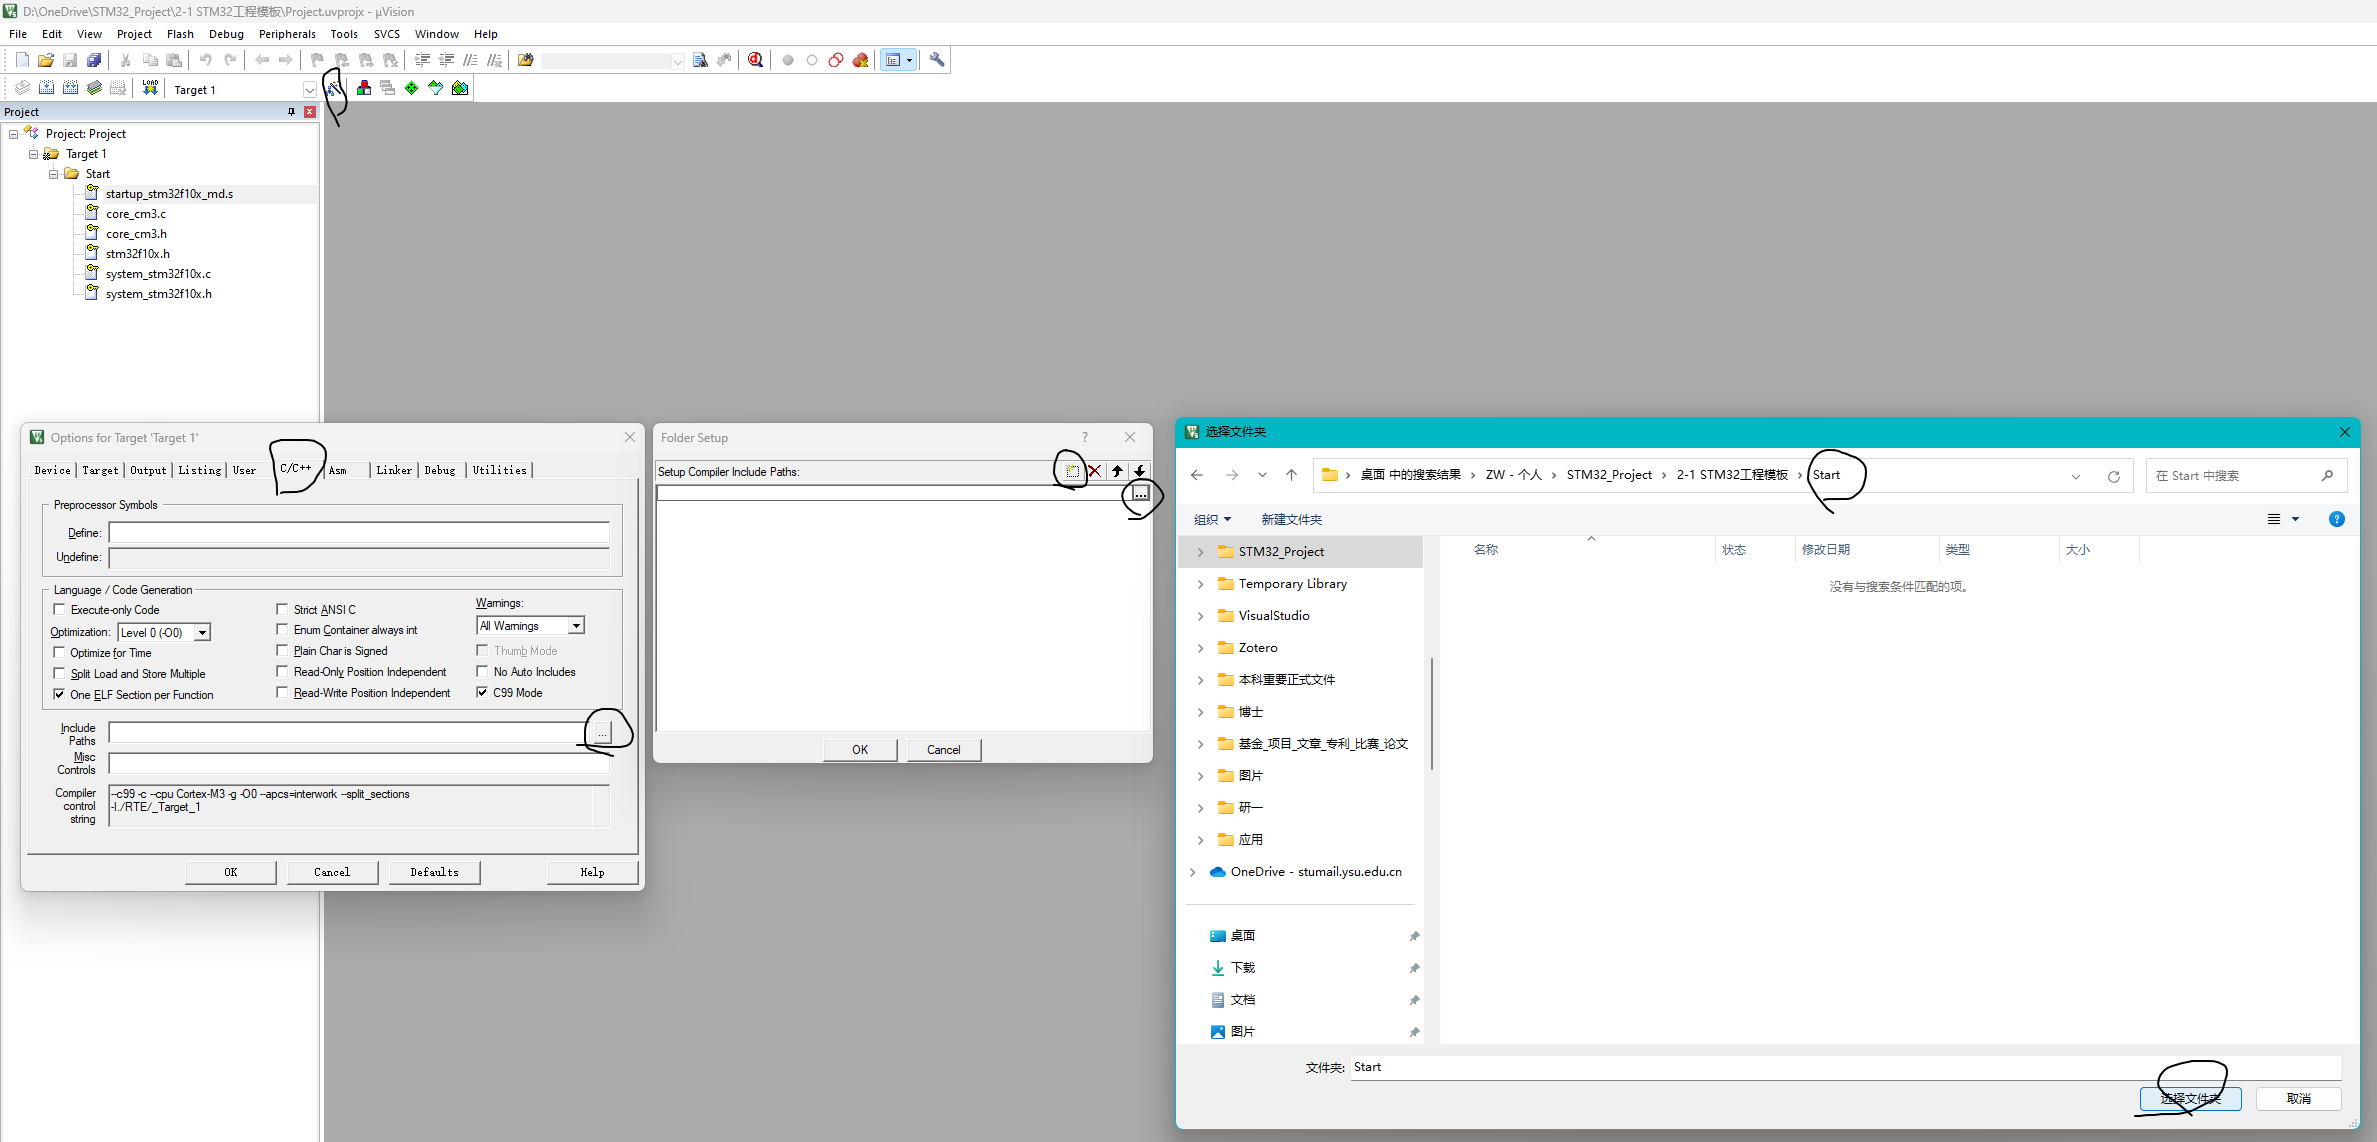 D:\OneDrive\STM32_Project\2-1 STM32工程模板\Project.uvprojx - µVision
File Edit View Project Flash Debug Peripherals Tools SVCS Window Help
LOAD
Target 1
Project
Project: Project
Target 1
Start
startup_stm32f10x_md.s
core_cm3.c
core_cm3.h
stm32f10x.h
system_stm32f10x.c
system_stm32f10x.h
Options for Target 'Target 1'
Device Target Output Listing User C/C++ Asm Linker Debug Utilities
Preprocessor Symbols
Define:
Undefine:
Language / Code Generation
Execute-only Code
Optimization: Level 0 (-O0)
Optimize for Time
Split Load and Store Multiple
One ELF Section per Function
Strict ANSI C
Enum Container always int
Plain Char is Signed
Read-Only Position Independent
Read-Write Position Independent
Warnings:
All Warnings
Thumb Mode
No Auto Includes
C99 Mode
Include
Paths
...
Misc
Controls
Compiler
control
string
--c99 -c --cpu Cortex-M3 -g -O0 --apcs=interwork --split_sections
-I./RTE/_Target_1
OK Cancel Defaults Help
Folder Setup
?
Setup Compiler Include Paths:
...
OK Cancel
选择文件夹
桌面 中的搜索结果 › ZW - 个人 › STM32_Project › 2-1 STM32工程模板 › Start
在 Start 中搜索
组织 新建文件夹
?
STM32_Project
Temporary Library
VisualStudio
Zotero
本科重要正式文件
博士
基金_项目_文章_专利_比赛_论文
图片
研一
应用
OneDrive - stumail.ysu.edu.cn
桌面
下载
文档
图片
名称 状态 修改日期 类型 大小
没有与搜索条件匹配的项。
文件夹: Start
选择文件夹 取消